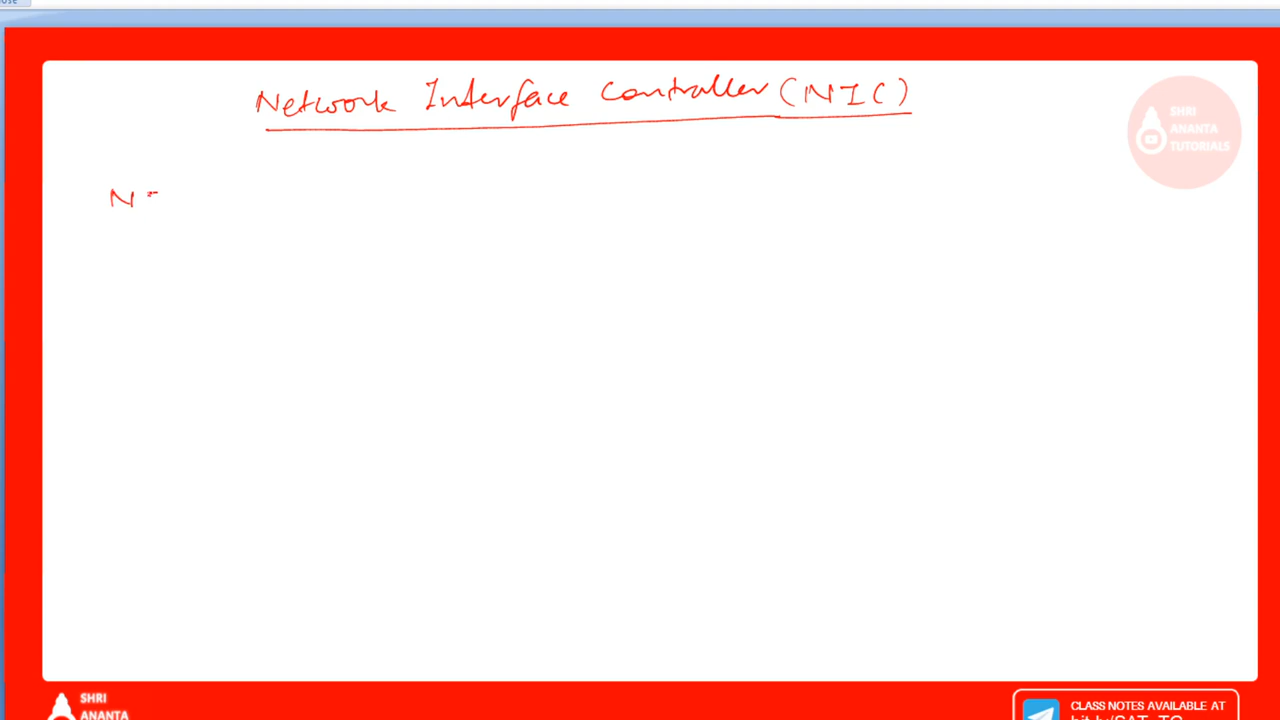 Network Interface Controller (NIC)
SHRI
ANANTA
TUTORIALS
N
SHRI
ANANTA
CLASS NOTES AVAILABLE AT